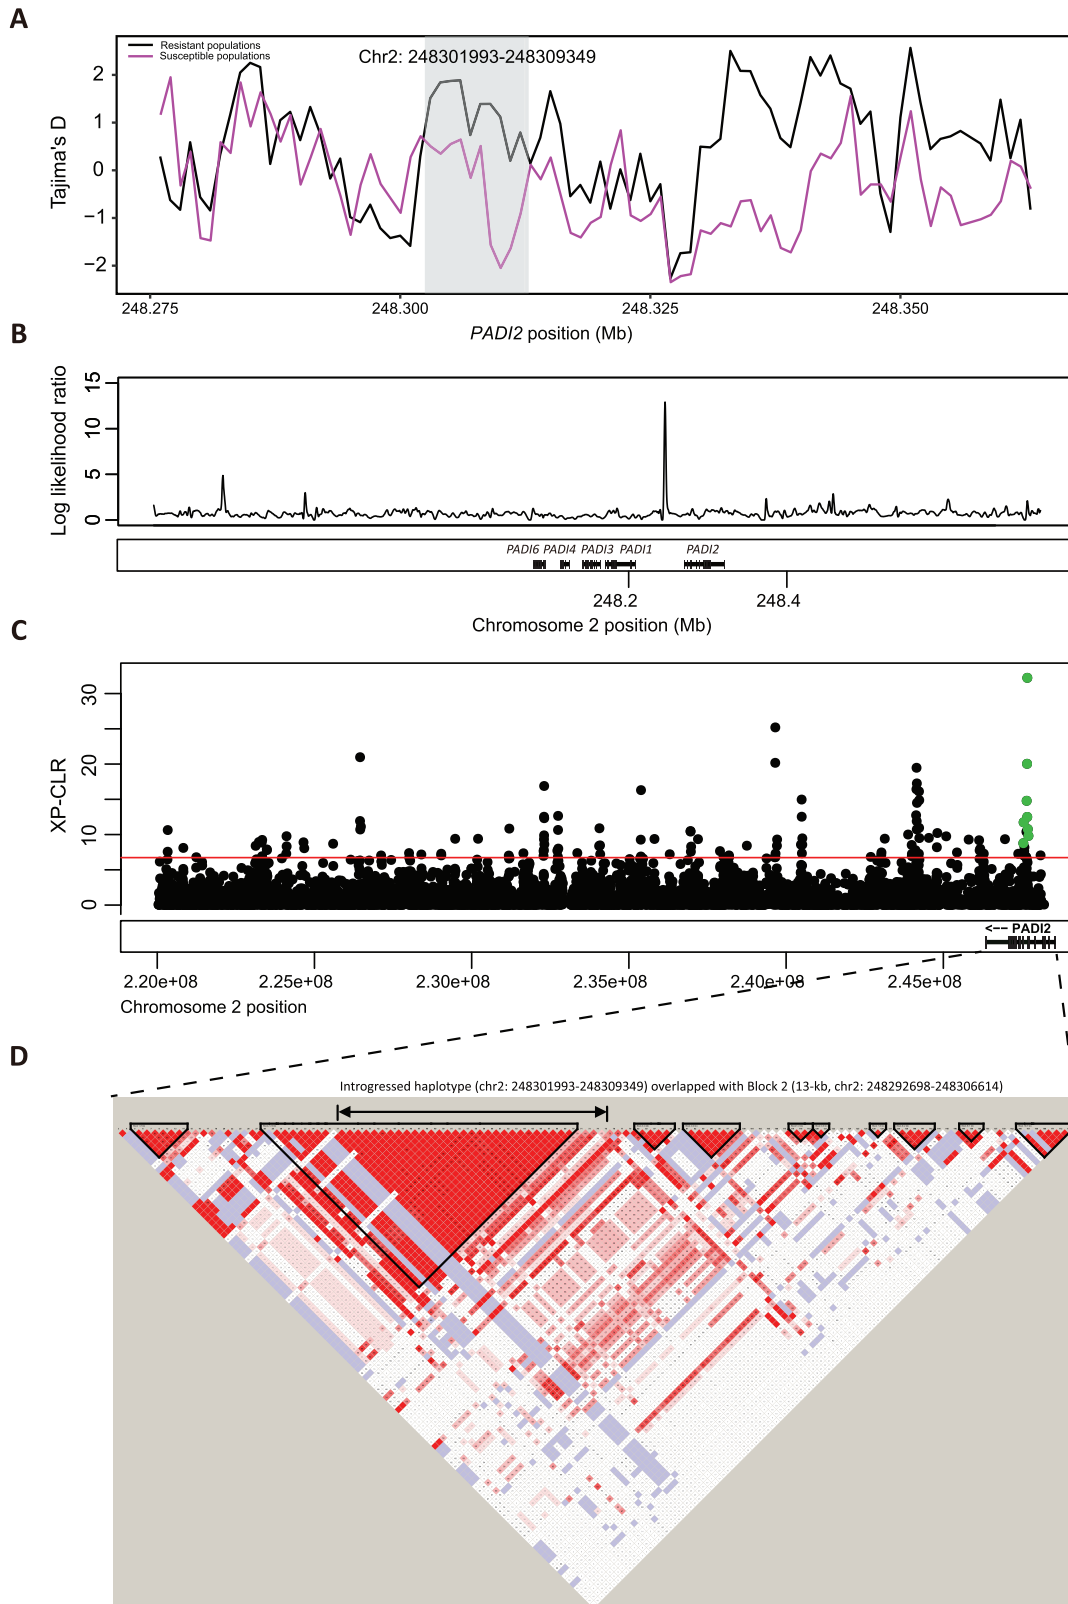 A
Resistant populations
Susceptible populations
Chr2: 248301993-248309349
Tajima's D
2
1
0
−1
−2
248.275 248.300 248.325 248.350
PADI2 position (Mb)
B
Log likelihood ratio
15
10
5
0
PADI6 PADI4 PADI3 PADI1 PADI2
248.2 248.4
Chromosome 2 position (Mb)
C
XP-CLR
30
20
10
0
<-- PADI2
2.20e+08 2.25e+08 2.30e+08 2.35e+08 2.40e+08 2.45e+08
Chromosome 2 position
D
Introgressed haplotype (chr2: 248301993-248309349) overlapped with Block 2 (13-kb, chr2: 248292698-248306614)